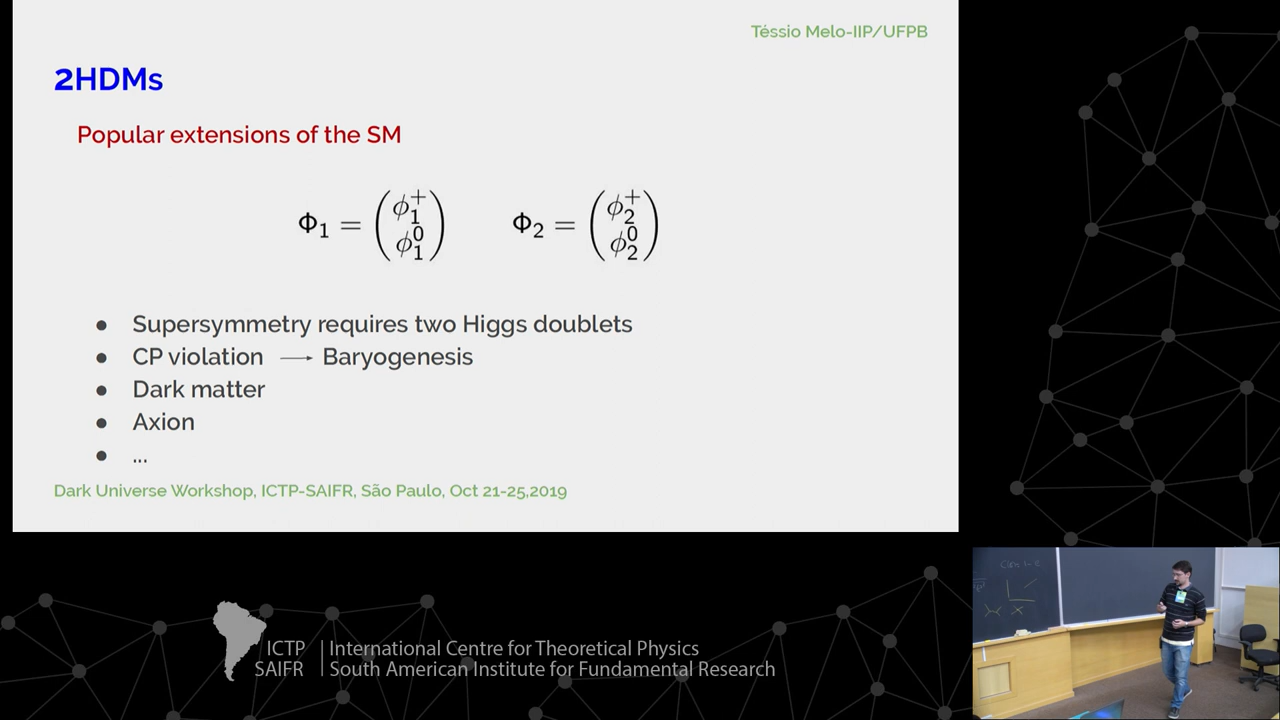 Téssio Melo-IIP/UFPB
2HDMs
Popular extensions of the SM
Φ₁ = (ϕ₁⁺ ϕ₁⁰) Φ₂ = (ϕ₂⁺ ϕ₂⁰)
● Supersymmetry requires two Higgs doublets
● CP violation → Baryogenesis
● Dark matter
● Axion
● ...
Dark Universe Workshop, ICTP-SAIFR, São Paulo, Oct 21-25,2019
ICTP | International Centre for Theoretical Physics
SAIFR | South American Institute for Fundamental Research